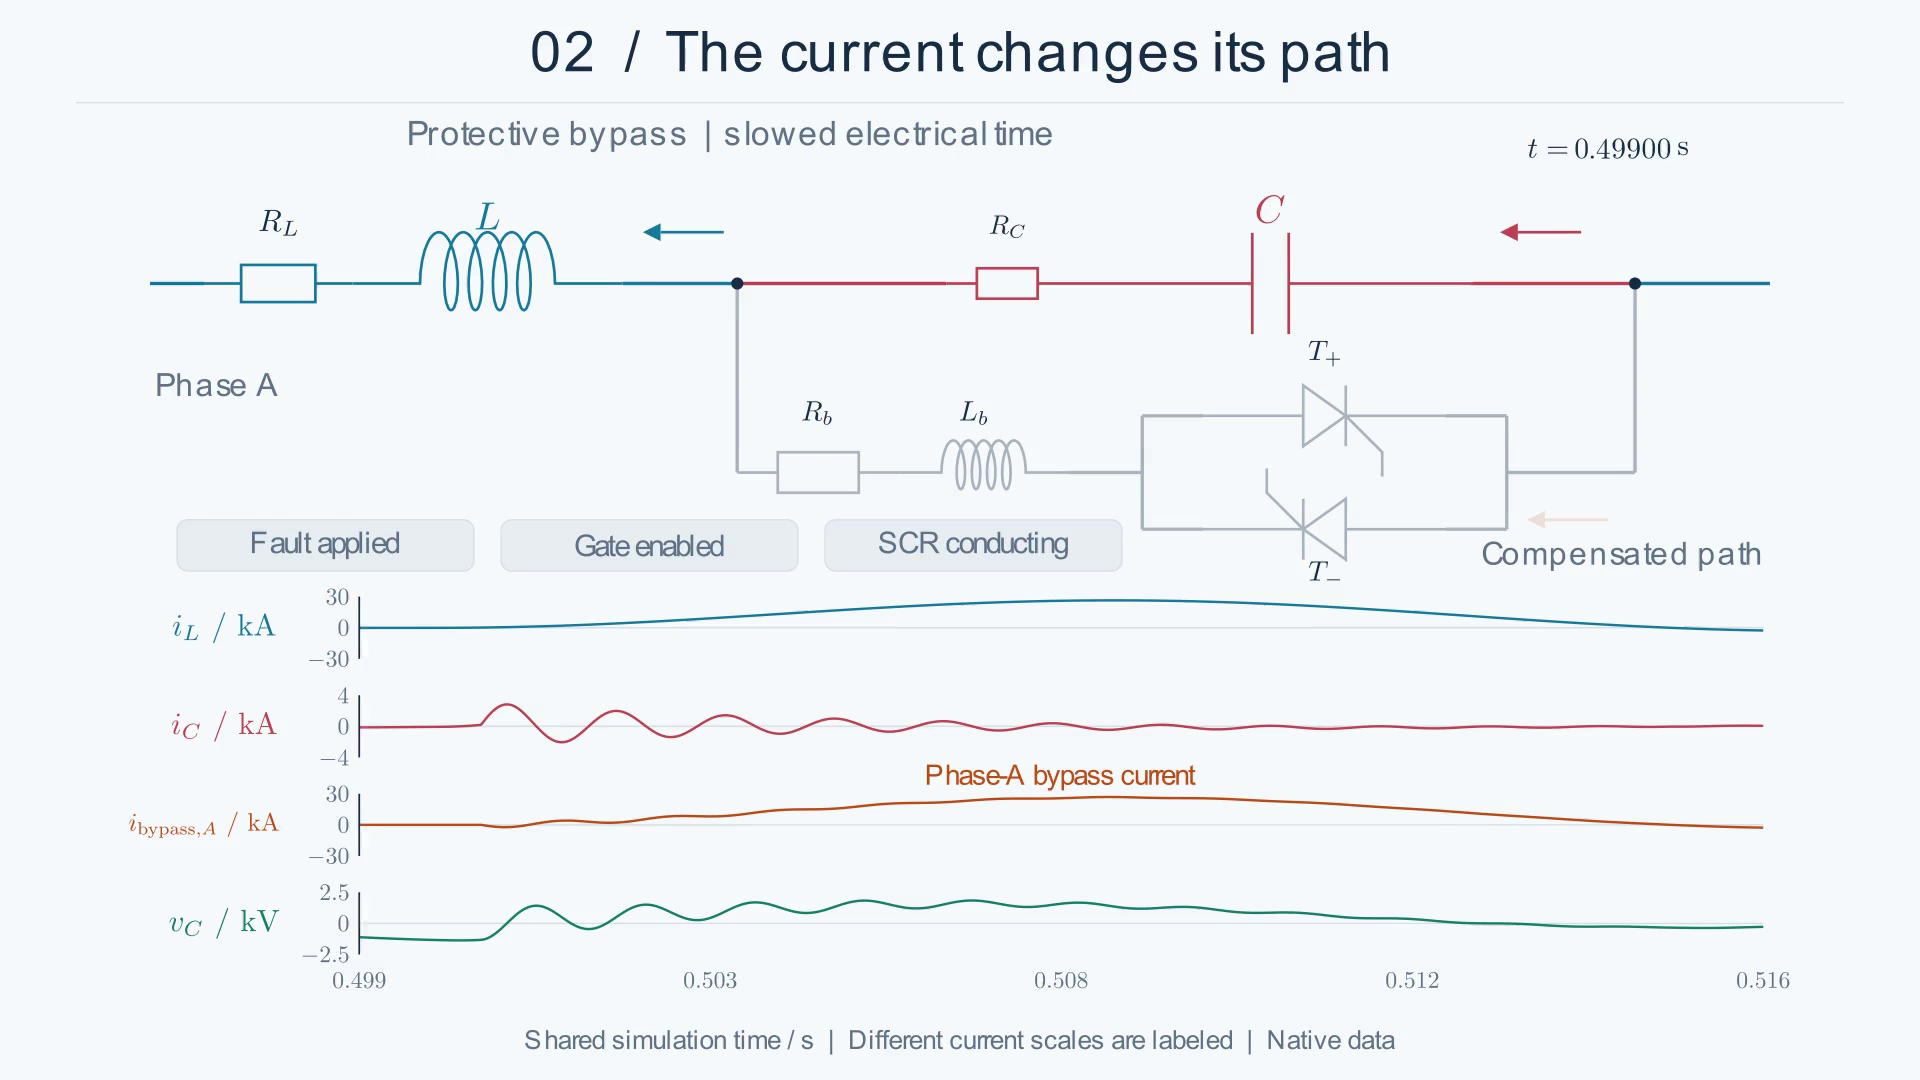 02 / The current changes its path
Protective bypass | slowed electrical time
t = 0.49900 s
R_L
L
R_C
C
T_+
Phase A
R_b
L_b
Fault applied
Gate enabled
SCR conducting
T_−
Compensated path
i_L / kA
30
0
−30
i_C / kA
4
0
−4
Phase-A bypass current
i_bypass,A / kA
30
0
−30
v_C / kV
2.5
0
−2.5
0.499 0.503 0.508 0.512 0.516
Shared simulation time / s | Different current scales are labeled | Native data